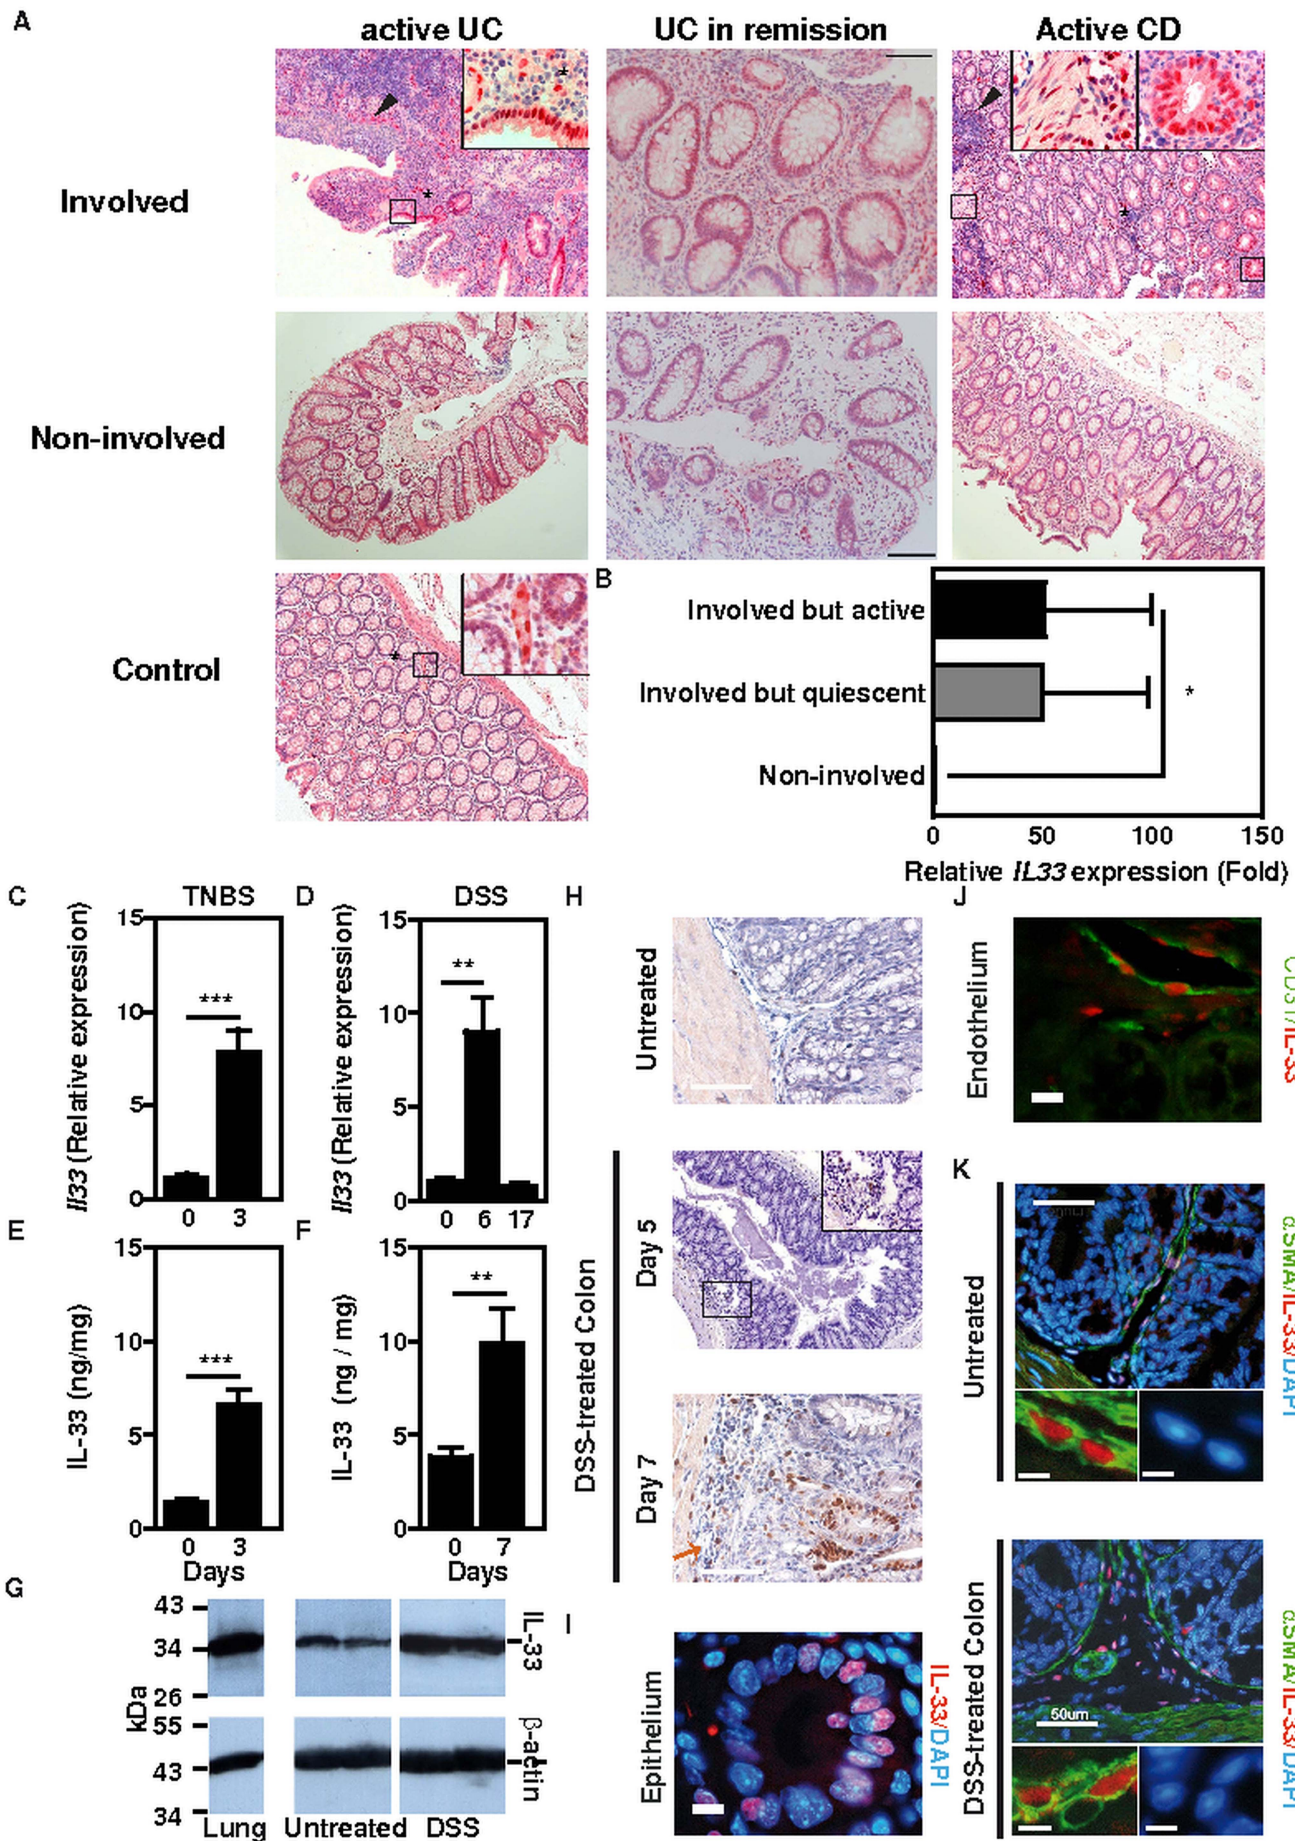 A
active UC
UC in remission
Active CD
Involved
*
*
*
Non-involved
Control
*
B
Involved but active
Involved but quiescent
Non-involved
*
0 50 100 150
Relative IL33 expression (Fold)
C
TNBS
Il33 (Relative expression)
15
10
5
0
***
0 3
D
DSS
Il33 (Relative expression)
15
10
5
0
**
0 6 17
E
IL-33 (ng/mg)
15
10
5
0
***
0 3
Days
F
IL-33 (ng / mg)
15
10
5
0
**
0 7
Days
G
kDa
43
34
26
55
43
34
IL-33
β-actin
Lung Untreated DSS
H
Untreated
DSS-treated Colon
Day 5
Day 7
I
Epithelium
IL-33/DAPI
J
Endothelium
CD31/IL-33
K
Untreated
αSMA/IL-33/DAPI
DSS-treated Colon
50um
αSMA/IL-33/DAPI